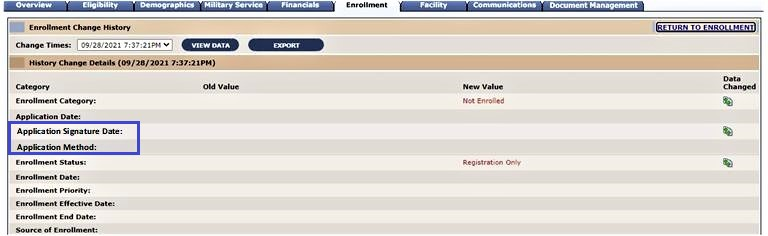 Overview Eligibility Demographics Military Service Financials Enrollment Facility Communications Document Management
Enrollment Change History RETURN TO ENROLLMENT
Change Times: 09/28/2021 7:37:21PM VIEW DATA EXPORT
History Change Details (09/28/2021 7:37:21PM)
Category Old Value New Value Data Changed
Enrollment Category: Not Enrolled
Application Date:
Application Signature Date:
Application Method:
Enrollment Status: Registration Only
Enrollment Date:
Enrollment Priority:
Enrollment Effective Date:
Enrollment End Date:
Source of Enrollment: